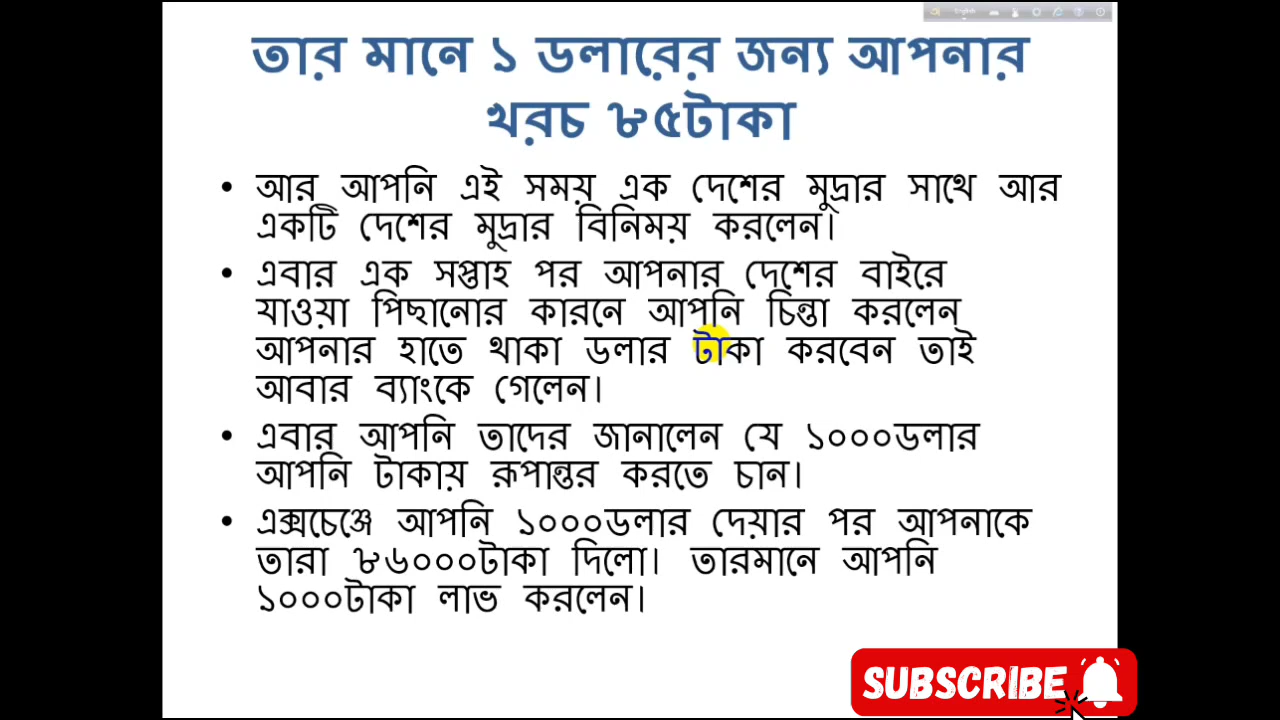 তার মানে ১ ডলারের জন্য আপনার
খরচ ৮৫টাকা
• আর আপনি এই সময় এক দেশের মুদ্রার সাথে আর
একটি দেশের মুদ্রার বিনিময় করলেন।
• এবার এক সপ্তাহ পর আপনার দেশের বাইরে
যাওয়া পিছানোর কারনে আপনি চিন্তা করলেন
আপনার হাতে থাকা ডলার টাকা করবেন তাই
আবার ব্যাংকে গেলেন।
• এবার আপনি তাদের জানালেন যে ১০০০ডলার
আপনি টাকায় রূপান্তর করতে চান।
• এক্সচেঞ্জে আপনি ১০০০ডলার দেয়ার পর আপনাকে
তারা ৮৬০০০টাকা দিলো। তারমানে আপনি
১০০০টাকা লাভ করলেন।
SUBSCRIBE